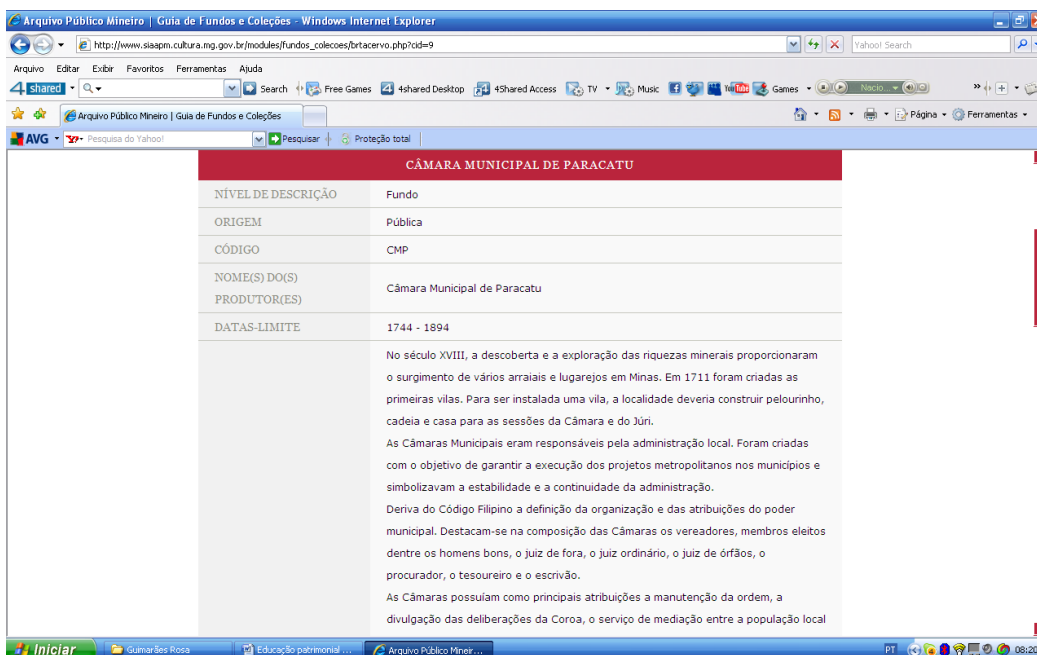 Arquivo Público Mineiro | Guia de Fundos e Coleções - Windows Internet Explorer
http://www.siaapm.cultura.mg.gov.br/modules/fundos_colecoes/brtacervo.php?cid=9 Yahoo! Search
Arquivo Editar Exibir Favoritos Ferramentas Ajuda
4 shared Search Free Games 4shared Desktop 4Shared Access TV Music YouTube Games Nacio... »
Arquivo Público Mineiro | Guia de Fundos e Coleções Página Ferramentas
AVG Y! Pesquisa do Yahoo! Pesquisar Proteção total
CÂMARA MUNICIPAL DE PARACATU
NÍVEL DE DESCRIÇÃO Fundo
ORIGEM Pública
CÓDIGO CMP
NOME(S) DO(S)
PRODUTOR(ES) Câmara Municipal de Paracatu
DATAS-LIMITE 1744 - 1894
No século XVIII, a descoberta e a exploração das riquezas minerais proporcionaram
o surgimento de vários arraiais e lugarejos em Minas. Em 1711 foram criadas as
primeiras vilas. Para ser instalada uma vila, a localidade deveria construir pelourinho,
cadeia e casa para as sessões da Câmara e do Júri.
As Câmaras Municipais eram responsáveis pela administração local. Foram criadas
com o objetivo de garantir a execução dos projetos metropolitanos nos municípios e
simbolizavam a estabilidade e a continuidade da administração.
Deriva do Código Filipino a definição da organização e das atribuições do poder
municipal. Destacam-se na composição das Câmaras os vereadores, membros eleitos
dentre os homens bons, o juiz de fora, o juiz ordinário, o juiz de órfãos, o
procurador, o tesoureiro e o escrivão.
As Câmaras possuíam como principais atribuições a manutenção da ordem, a
divulgação das deliberações da Coroa, o serviço de mediação entre a população local
Iniciar Guimarães Rosa Educação patrimonial ... Arquivo Público Mineir... PT 08:20